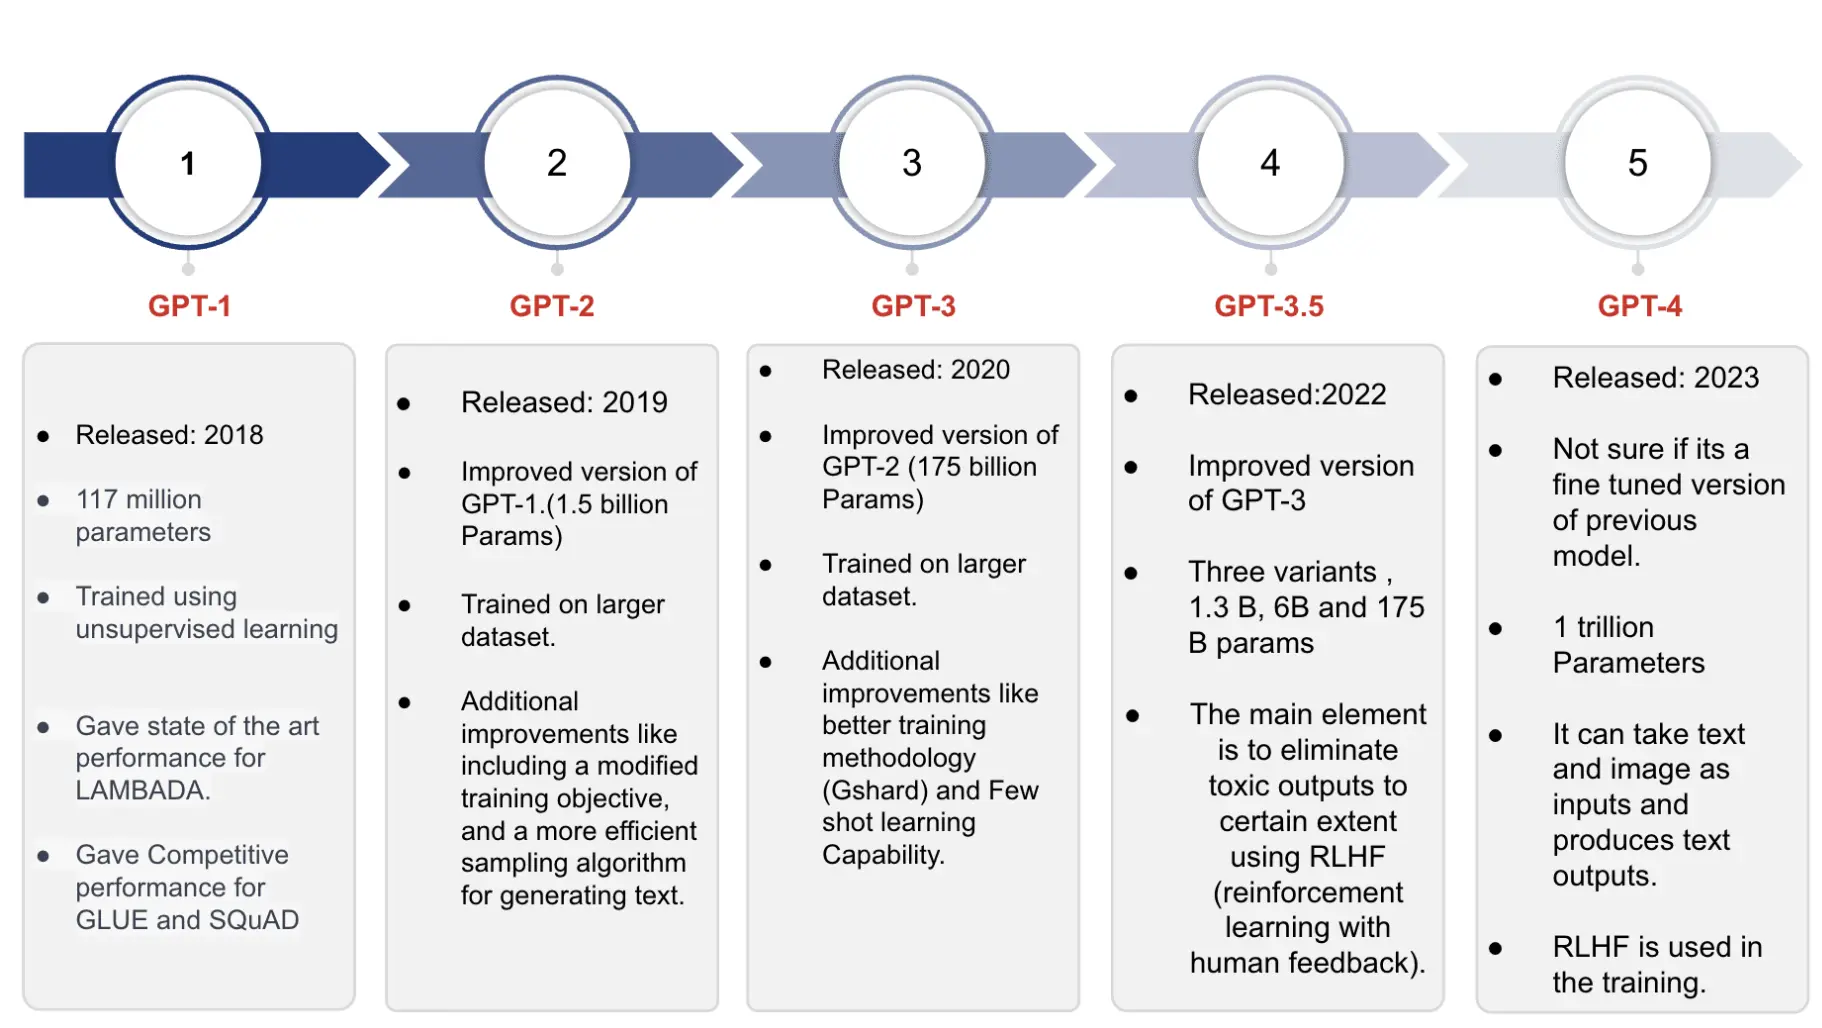 1
2
3
4
5
GPT-1
GPT-2
GPT-3
GPT-3.5
GPT-4
● Released: 2018
● 117 million
parameters
● Trained using
unsupervised learning
● Gave state of the art
performance for
LAMBADA.
● Gave Competitive
performance for
GLUE and SQuAD
● Released: 2019
● Improved version of
GPT-1.(1.5 billion
Params)
● Trained on larger
dataset.
● Additional
improvements like
including a modified
training objective,
and a more efficient
sampling algorithm
for generating text.
● Released: 2020
● Improved version of
GPT-2 (175 billion
Params)
● Trained on larger
dataset.
● Additional
improvements like
better training
methodology
(Gshard) and Few
shot learning
Capability.
● Released:2022
● Improved version
of GPT-3
● Three variants ,
1.3 B, 6B and 175
B params
● The main element
is to eliminate
toxic outputs to
certain extent
using RLHF
(reinforcement
learning with
human feedback).
● Released: 2023
● Not sure if its a
fine tuned version
of previous
model.
● 1 trillion
Parameters
● It can take text
and image as
inputs and
produces text
outputs.
● RLHF is used in
the training.